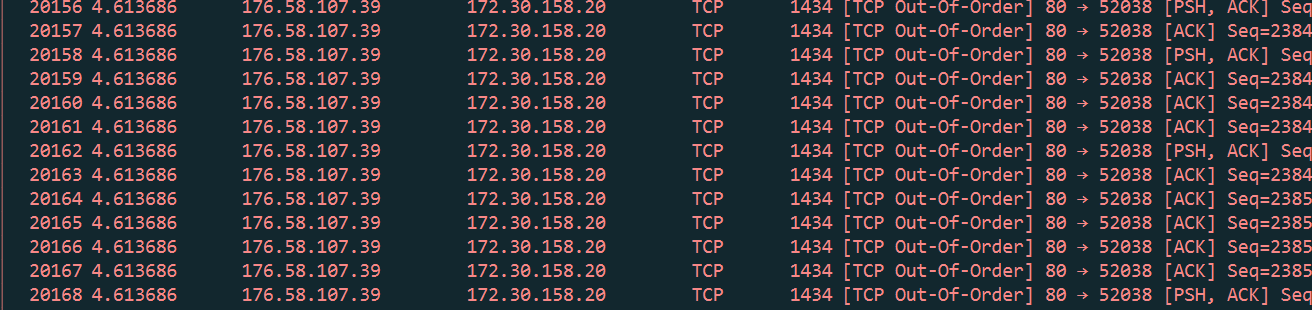 20156 4.613686 176.58.107.39 172.30.158.20 TCP 1434 [TCP Out-Of-Order] 80 → 52038 [PSH, ACK] Seq
20157 4.613686 176.58.107.39 172.30.158.20 TCP 1434 [TCP Out-Of-Order] 80 → 52038 [ACK] Seq=2384
20158 4.613686 176.58.107.39 172.30.158.20 TCP 1434 [TCP Out-Of-Order] 80 → 52038 [PSH, ACK] Seq
20159 4.613686 176.58.107.39 172.30.158.20 TCP 1434 [TCP Out-Of-Order] 80 → 52038 [ACK] Seq=2384
20160 4.613686 176.58.107.39 172.30.158.20 TCP 1434 [TCP Out-Of-Order] 80 → 52038 [ACK] Seq=2384
20161 4.613686 176.58.107.39 172.30.158.20 TCP 1434 [TCP Out-Of-Order] 80 → 52038 [ACK] Seq=2384
20162 4.613686 176.58.107.39 172.30.158.20 TCP 1434 [TCP Out-Of-Order] 80 → 52038 [PSH, ACK] Seq
20163 4.613686 176.58.107.39 172.30.158.20 TCP 1434 [TCP Out-Of-Order] 80 → 52038 [ACK] Seq=2384
20164 4.613686 176.58.107.39 172.30.158.20 TCP 1434 [TCP Out-Of-Order] 80 → 52038 [ACK] Seq=2385
20165 4.613686 176.58.107.39 172.30.158.20 TCP 1434 [TCP Out-Of-Order] 80 → 52038 [ACK] Seq=2385
20166 4.613686 176.58.107.39 172.30.158.20 TCP 1434 [TCP Out-Of-Order] 80 → 52038 [ACK] Seq=2385
20167 4.613686 176.58.107.39 172.30.158.20 TCP 1434 [TCP Out-Of-Order] 80 → 52038 [ACK] Seq=2385
20168 4.613686 176.58.107.39 172.30.158.20 TCP 1434 [TCP Out-Of-Order] 80 → 52038 [PSH, ACK] Seq